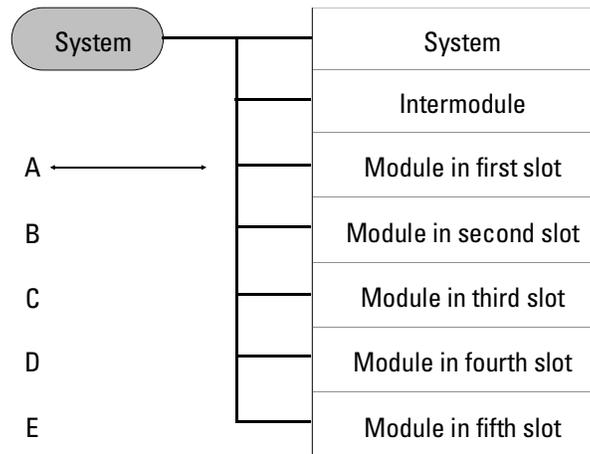 System System
Intermodule
A Module in first slot
B Module in second slot
C Module in third slot
D Module in fourth slot
E Module in fifth slot